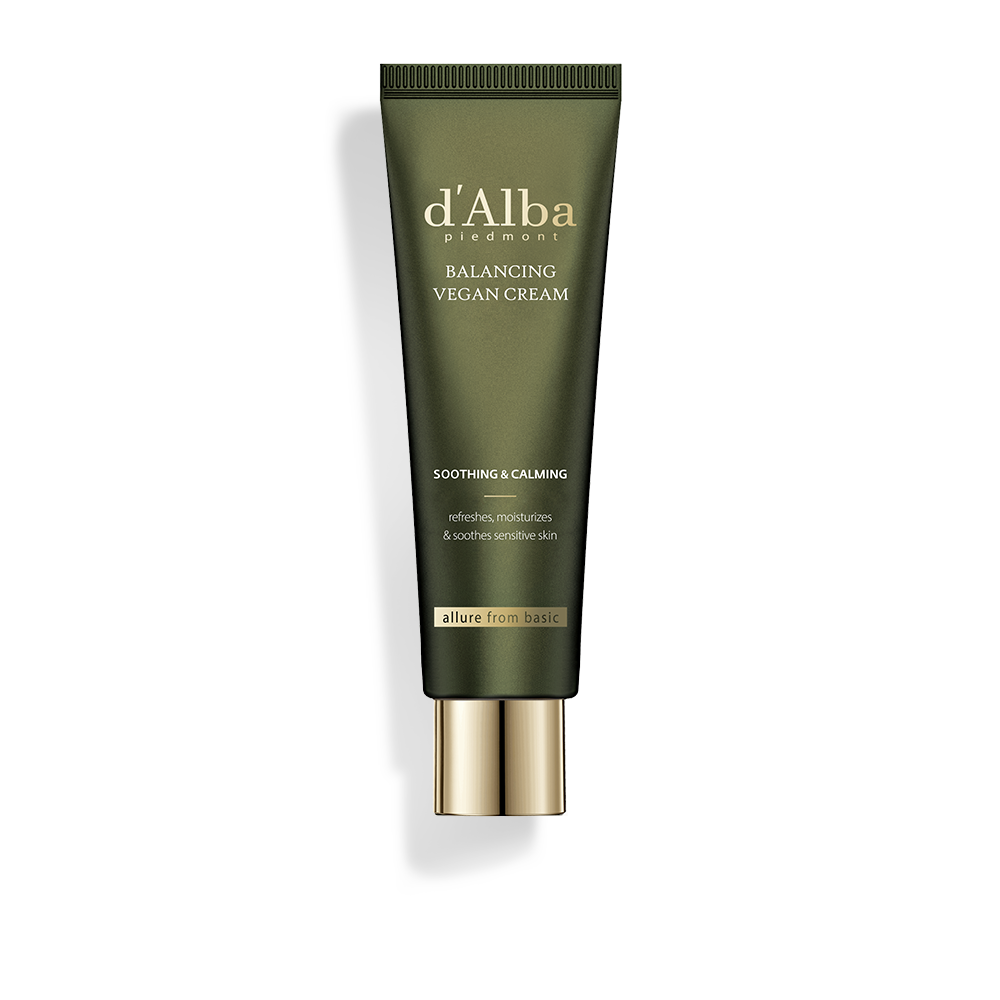 d'Alba
piedmont
BALANCING
VEGAN CREAM
SOOTHING & CALMING
refreshes, moisturizes
& soothes sensitive skin
allure from basic